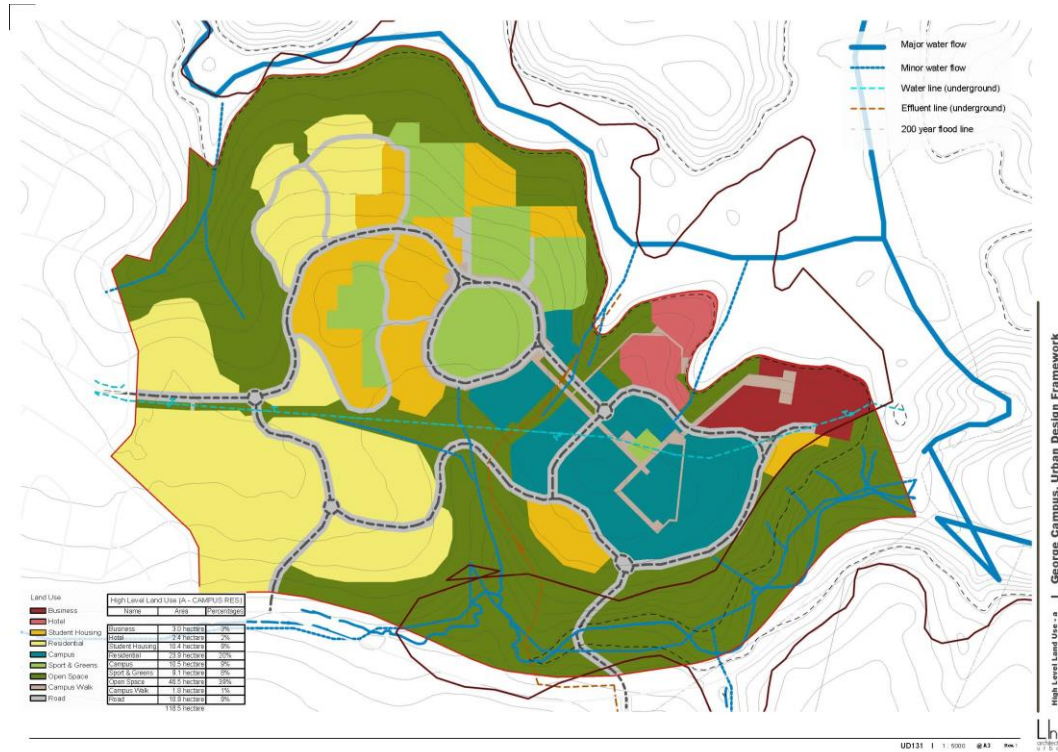 Major water flow
Minor water flow
Water line (underground)
Effluent line (underground)
200 year flood line
High Level Land Use - a | George Campus, Urban Design Framework
Land Use
Business
Hotel
Student Housing
Residential
Campus
Sport & Greens
Open Space
Campus Walk
Road
High Level Land Use (A - CAMPUS RES)
Name Area Percentages
Business 3.0 hectare 3%
Hotel 2.4 hectare 2%
Student Housing 10.4 hectare 9%
Residential 23.9 hectare 20%
Campus 10.5 hectare 9%
Sport & Greens 9.1 hectare 8%
Open Space 46.5 hectare 39%
Campus Walk 1.8 hectare 1%
Road 10.9 hectare 9%
118.5 hectare
UD131 | 1 : 5000 @ A3